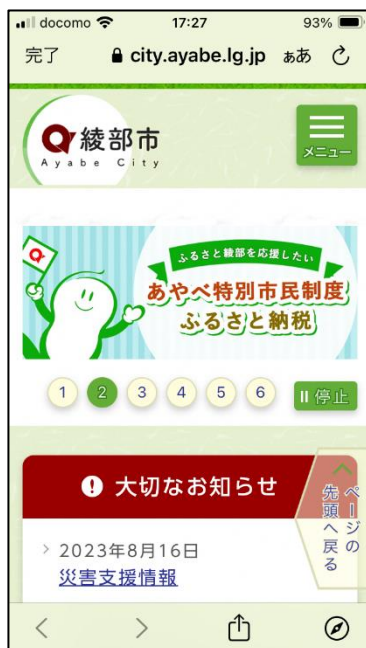 docomo 17:27 93%
完了 city.ayabe.lg.jp ぁあ
綾部市
Ayabe City
メニュー
ふるさと綾部を応援したい
あやべ特別市民制度
ふるさと納税
1 2 3 4 5 6 停止
大切なお知らせ
ページの
先頭へ戻る
2023年8月16日
災害支援情報